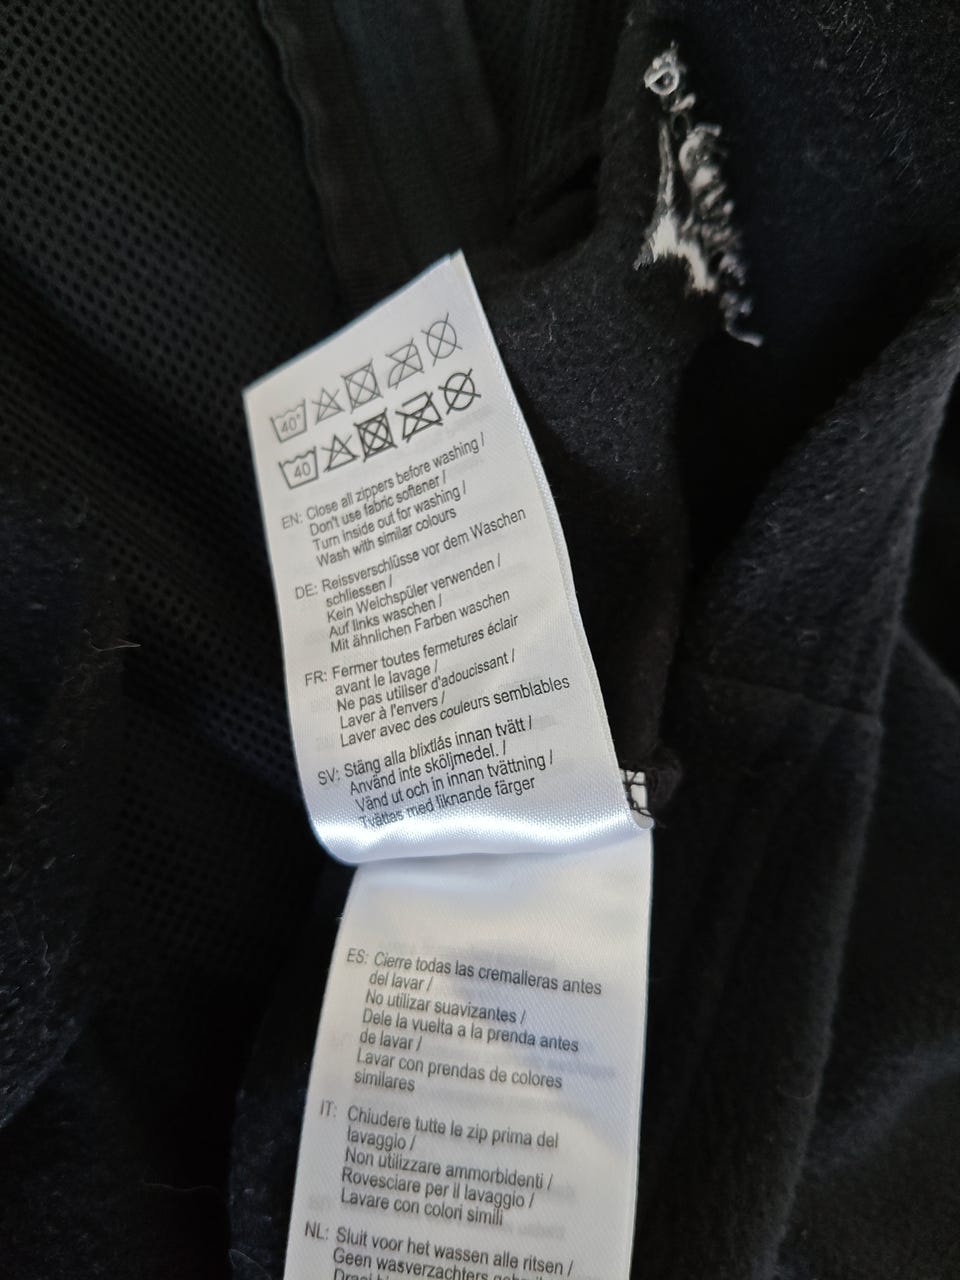 40°
40
EN: Close all zippers before washing /
Don't use fabric softener /
Turn inside out for washing /
Wash with similar colours
DE: Reissverschlüsse vor dem Waschen
schliessen /
Kein Weichspüler verwenden /
Auf links waschen /
Mit ähnlichen Farben waschen
FR: Fermer toutes fermetures éclair
avant le lavage /
Ne pas utiliser d'adoucissant /
Laver à l'envers /
Laver avec des couleurs semblables
SV: Stäng alla blixtlås innan tvätt /
Använd inte sköljmedel. /
Vänd ut och in innan tvättning /
Tvättas med liknande färger
ES: Cierre todas las cremalleras antes
del lavar /
No utilizar suavizantes /
Dele la vuelta a la prenda antes
de lavar /
Lavar con prendas de colores
similares
IT: Chiudere tutte le zip prima del
lavaggio /
Non utilizzare ammorbidenti /
Rovesciare per il lavaggio /
Lavare con colori simili
NL: Sluit voor het wassen alle ritsen /
Geen wasverzachters